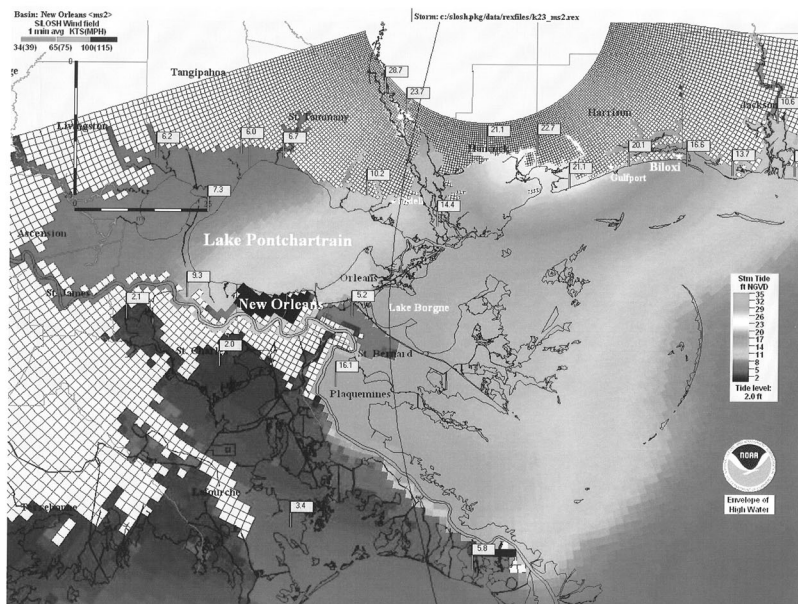 Basin: New Orleans <ms2>
SLOSH Wind field
1 min avg KTS(MPH)
34(39) 65(75) 100(115)
Storm: c:/slosh.pkg/data/rexfiles/k23_ms2.rex
0
Tangipahoa
28.7
23.7
St. Tammany
Harrison
Jackson
10.6
Livingston
6.2
6.0
6.7
21.1
22.7
Hancock
20.1
16.6
13.7
Biloxi
Gulfport
21.1
10.2
7.3
14.4
Lake Pontchartrain
Ascension
Orleans
St. James
2.1
New Orleans
5.2
Lake Borgne
2.0
St. Bernard
16.1
Plaquemines
Stm Tide
ft NGVD
35
32
29
26
23
20
17
14
11
8
5
2
Tide level:
2.0 ft
NOAA
Envelope of
High Water
Lafourche
3.4
5.8